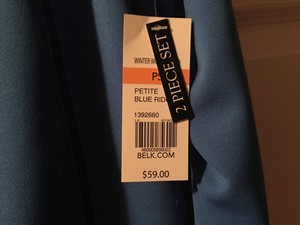 WINTER W
PS
PETITE
BLUE RID
1392660
BELK.COM
$59.00
2 PIECE SET